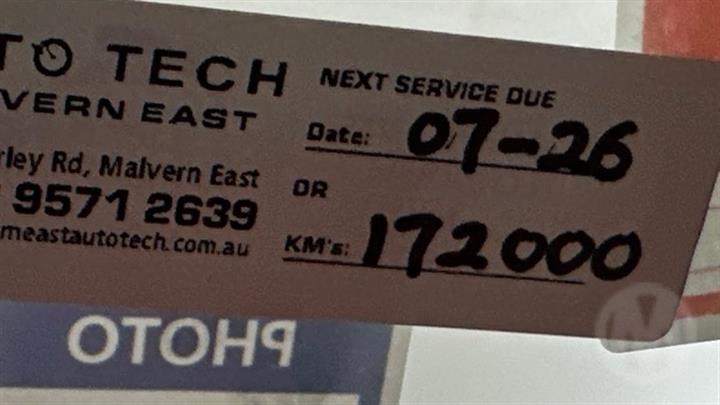 TO TECH
VERN EAST
rley Rd, Malvern East
9571 2639
meastautotech.com.au
NEXT SERVICE DUE
Date: 07-26
OR
KM's: 172000
PHOTO